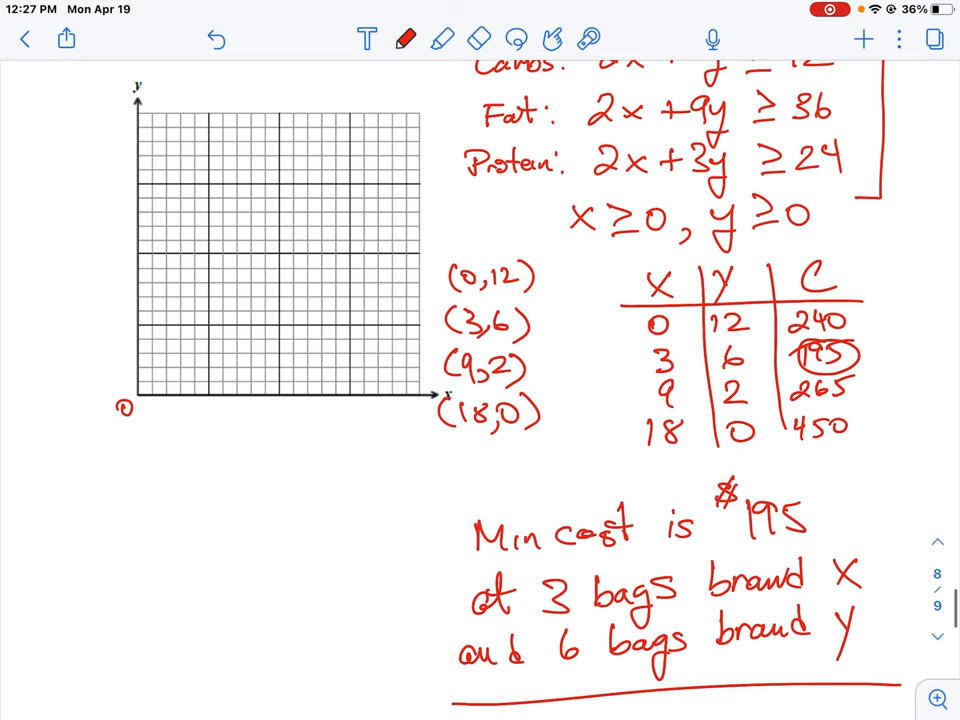 12:27 PM Mon Apr 19
36%
T
y
Fat: 2x + 9y ≥ 36
Protein: 2x + 3y ≥ 24
x ≥ 0, y ≥ 0
(0,12)
(3,6)
(9,2)
(18,0)
x
0
X Y C
0 12 240
3 6 195
9 2 265
18 0 450
Min cost is $195
at 3 bags brand X
and 6 bags brand Y
8
/
9